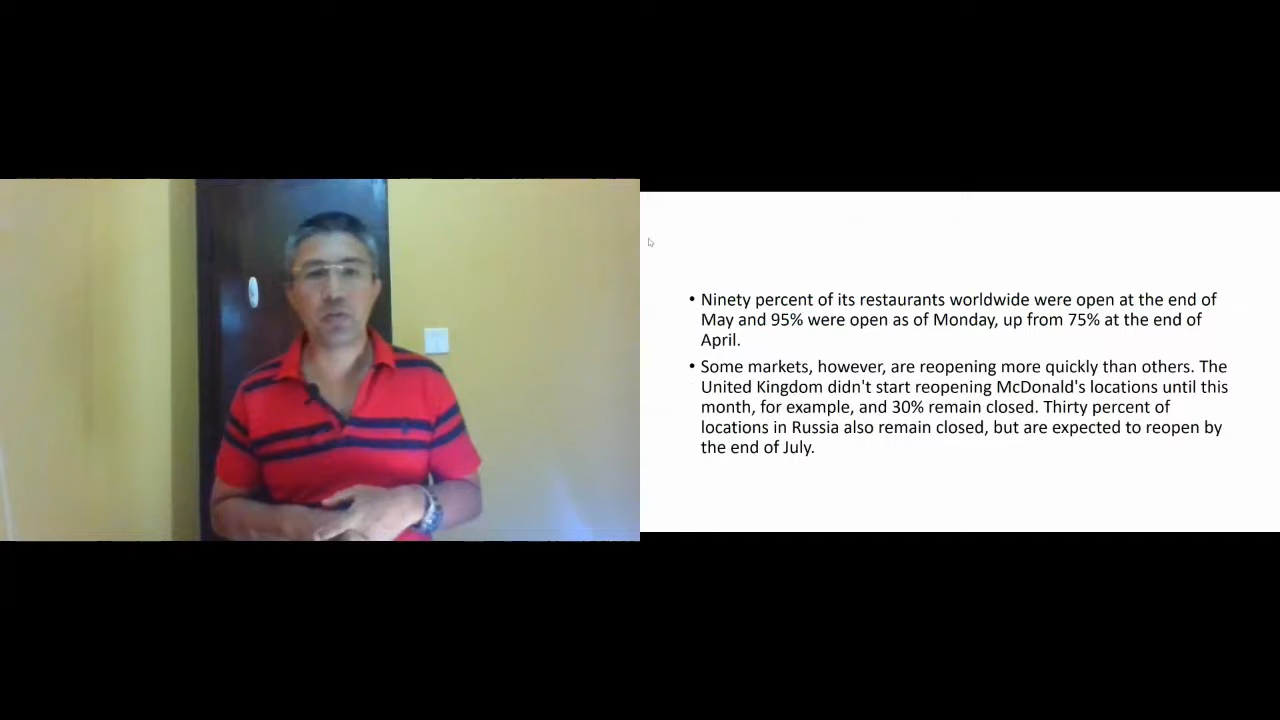 • Ninety percent of its restaurants worldwide were open at the end of
May and 95% were open as of Monday, up from 75% at the end of
April.
• Some markets, however, are reopening more quickly than others. The
United Kingdom didn't start reopening McDonald's locations until this
month, for example, and 30% remain closed. Thirty percent of
locations in Russia also remain closed, but are expected to reopen by
the end of July.